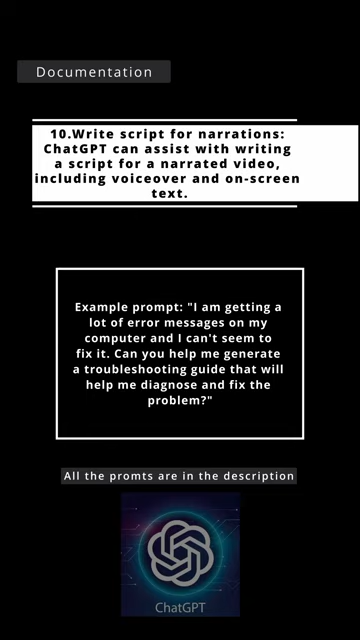 Documentation
10.Write script for narrations:
ChatGPT can assist with writing
a script for a narrated video,
including voiceover and on-screen
text.
Example prompt: "I am getting a
lot of error messages on my
computer and I can't seem to
fix it. Can you help me generate
a troubleshooting guide that will
help me diagnose and fix the
problem?"
All the promts are in the description
ChatGPT